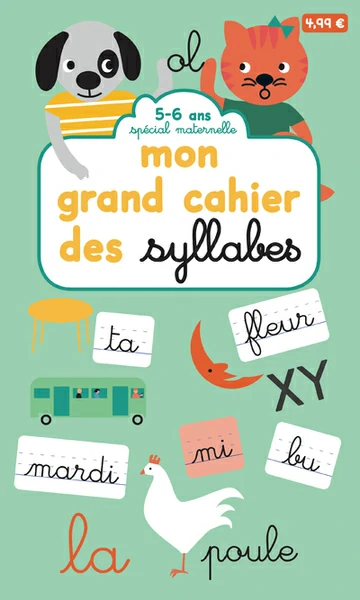 4,99 €
ol
5-6 ans
spécial maternelle
mon
grand cahier
des syllabes
ta
fleur
XY
mardi
mi
bu
la
poule